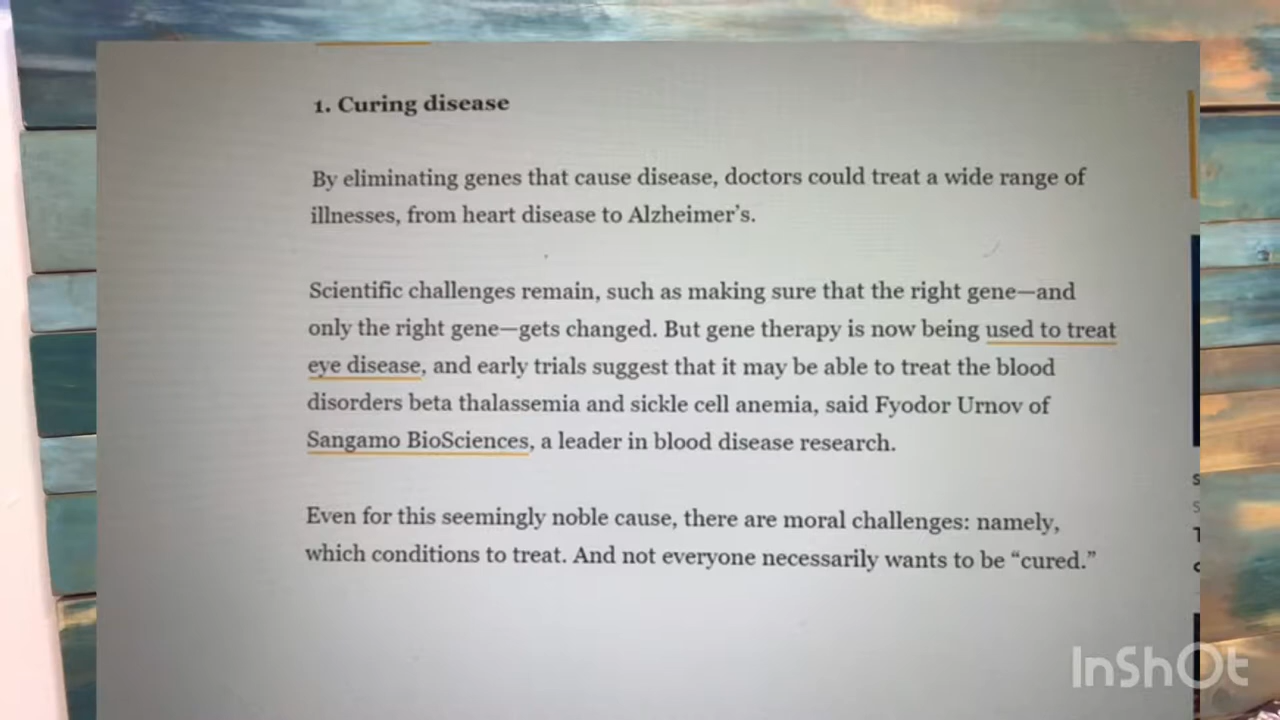 1. Curing disease
By eliminating genes that cause disease, doctors could treat a wide range of
illnesses, from heart disease to Alzheimer’s.
Scientific challenges remain, such as making sure that the right gene—and
only the right gene—gets changed. But gene therapy is now being used to treat
eye disease, and early trials suggest that it may be able to treat the blood
disorders beta thalassemia and sickle cell anemia, said Fyodor Urnov of
Sangamo BioSciences, a leader in blood disease research.
Even for this seemingly noble cause, there are moral challenges: namely,
which conditions to treat. And not everyone necessarily wants to be “cured.”
InShOt